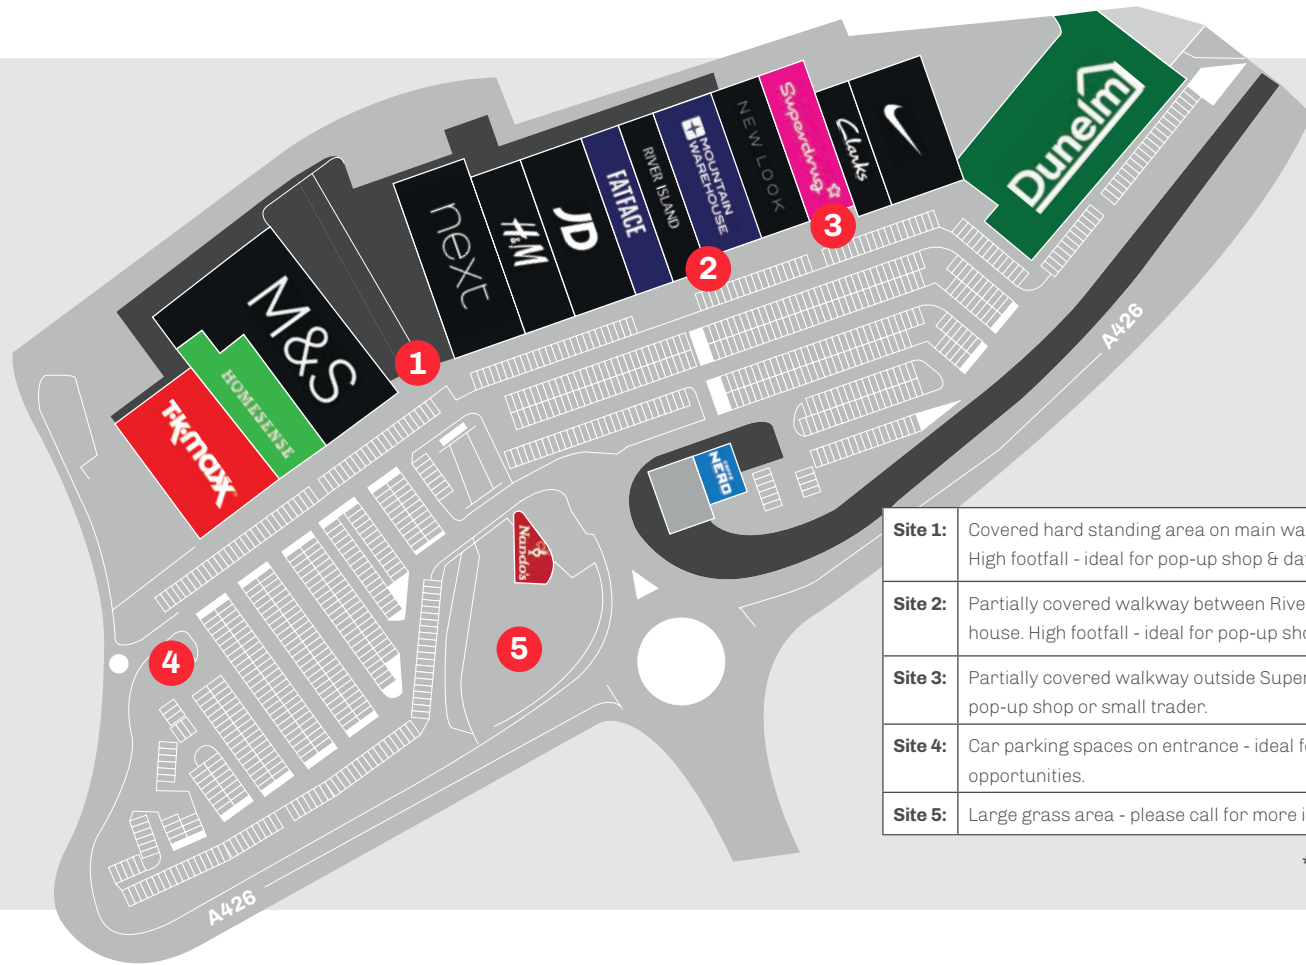 Dunelm
Superdrug
Clarks
NEW LOOK
MOUNTAIN
WAREHOUSE
RIVER ISLAND
FATFACE
JD
H&M
next
M&S
HOMESENSE
T.K.maxx
1
2
3
A426
CAFFÈ
NERO
Nando's
4
5
A426
Site 1: Covered hard standing area on main wa
High footfall - ideal for pop-up shop & da
Site 2: Partially covered walkway between Rive
house. High footfall - ideal for pop-up sho
Site 3: Partially covered walkway outside Super
pop-up shop or small trader.
Site 4: Car parking spaces on entrance - ideal f
opportunities.
Site 5: Large grass area - please call for more i
*